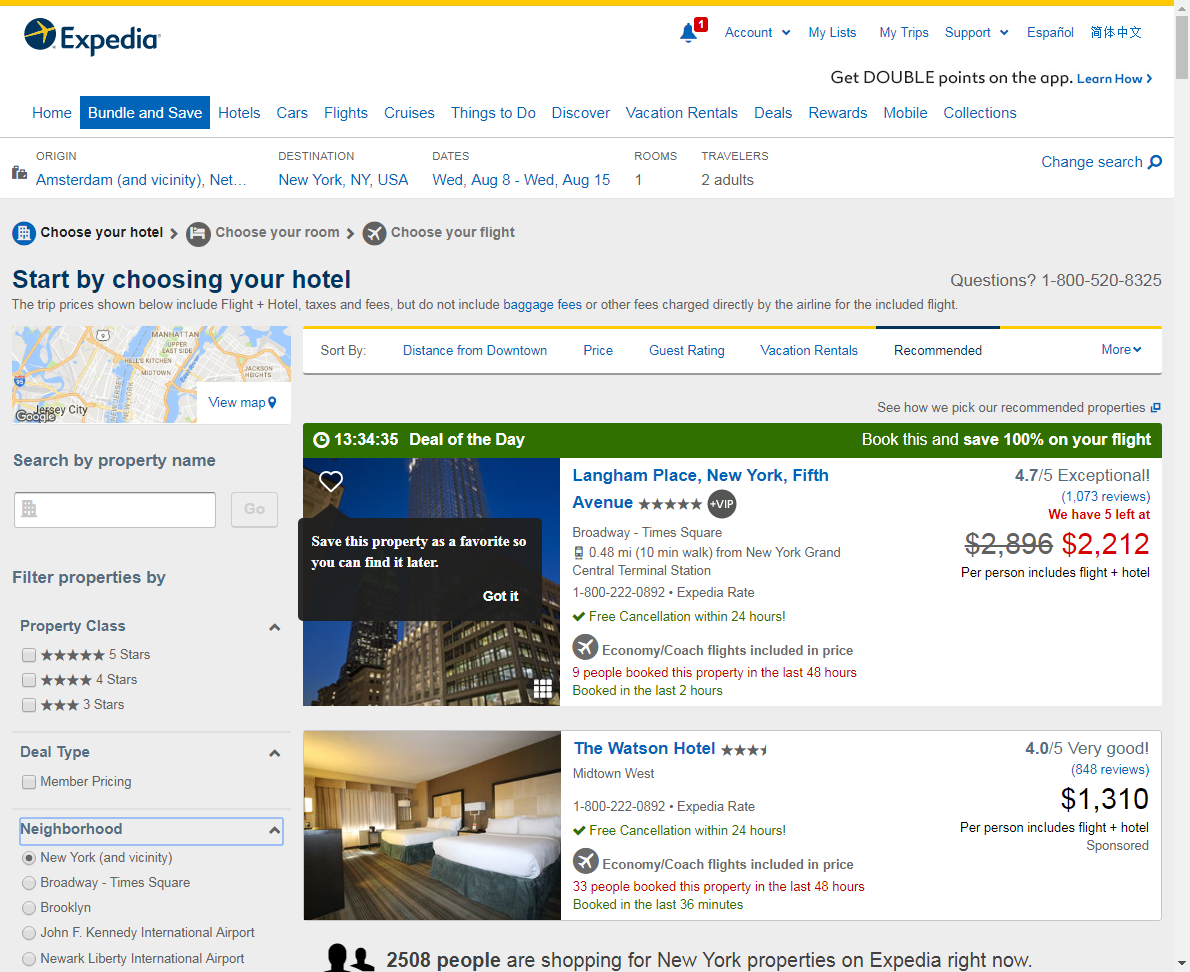 Expedia
1
Account
My Lists
My Trips
Support
Español
简体中文
Get DOUBLE points on the app. Learn How
Home
Bundle and Save
Hotels
Cars
Flights
Cruises
Things to Do
Discover
Vacation Rentals
Deals
Rewards
Mobile
Collections
ORIGIN
Amsterdam (and vicinity), Net...
DESTINATION
New York, NY, USA
DATES
Wed, Aug 8 - Wed, Aug 15
ROOMS
1
TRAVELERS
2 adults
Change search
Choose your hotel
Choose your room
Choose your flight
Start by choosing your hotel
Questions? 1-800-520-8325
The trip prices shown below include Flight + Hotel, taxes and fees, but do not include baggage fees or other fees charged directly by the airline for the included flight.
MANHATTAN
9
UPPER
EAST SIDE
HELL'S KITCHEN
MIDTOWN
JACKSON
HEIGHTS
95
NEW JERSEY
NEW YORK
East River
Jersey City
Google
View map
Search by property name
Go
Filter properties by
Property Class
5 Stars
4 Stars
3 Stars
Deal Type
Member Pricing
Neighborhood
New York (and vicinity)
Broadway - Times Square
Brooklyn
John F. Kennedy International Airport
Newark Liberty International Airport
Sort By:
Distance from Downtown
Price
Guest Rating
Vacation Rentals
Recommended
More
See how we pick our recommended properties
13:34:35 Deal of the Day
Book this and save 100% on your flight
Save this property as a favorite so
you can find it later.
Got it
Langham Place, New York, Fifth
Avenue
+VIP
Broadway - Times Square
0.48 mi (10 min walk) from New York Grand
Central Terminal Station
1-800-222-0892 • Expedia Rate
Free Cancellation within 24 hours!
Economy/Coach flights included in price
9 people booked this property in the last 48 hours
Booked in the last 2 hours
4.7/5 Exceptional!
(1,073 reviews)
We have 5 left at
$2,896 $2,212
Per person includes flight + hotel
The Watson Hotel
Midtown West
1-800-222-0892 • Expedia Rate
Free Cancellation within 24 hours!
Economy/Coach flights included in price
33 people booked this property in the last 48 hours
Booked in the last 36 minutes
4.0/5 Very good!
(848 reviews)
$1,310
Per person includes flight + hotel
Sponsored
2508 people are shopping for New York properties on Expedia right now.